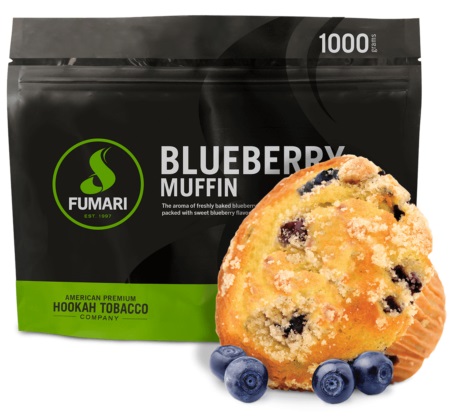 1000 grams
BLUEBERRY
MUFFIN
The aroma of freshly baked blueberry
packed with sweet blueberry flavor
FUMARI
EST. 1997
AMERICAN PREMIUM
HOOKAH TOBACCO
COMPANY